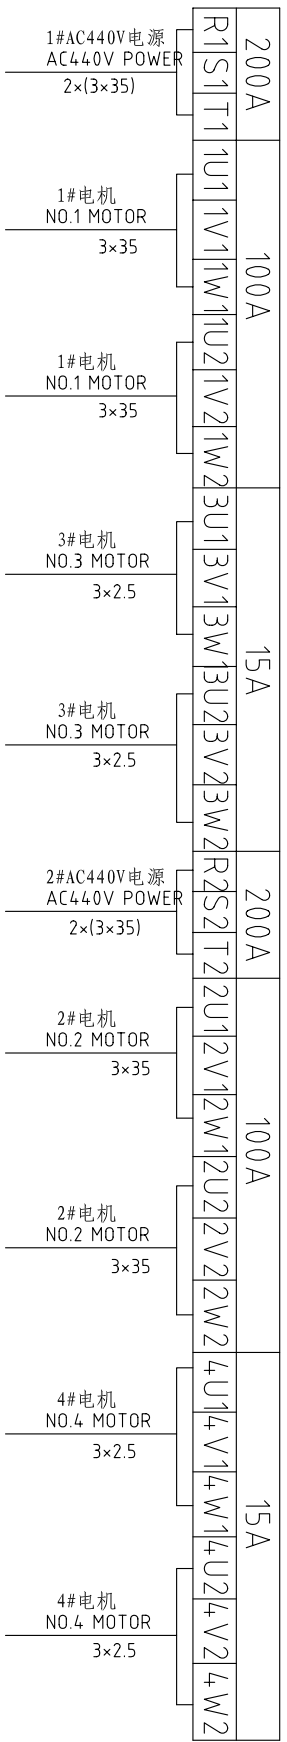 1#AC440V电源
AC440V POWER
2×(3×35)
R1
S1
T1
200A
1#电机
NO.1 MOTOR
3×35
1U1
1V1
1W1
100A
1#电机
NO.1 MOTOR
3×35
1U2
1V2
1W2
3#电机
NO.3 MOTOR
3×2.5
3U1
3V1
3W1
15A
3#电机
NO.3 MOTOR
3×2.5
3U2
3V2
3W2
2#AC440V电源
AC440V POWER
2×(3×35)
R2
S2
T2
200A
2#电机
NO.2 MOTOR
3×35
2U1
2V1
2W1
100A
2#电机
NO.2 MOTOR
3×35
2U2
2V2
2W2
4#电机
NO.4 MOTOR
3×2.5
4U1
4V1
4W1
15A
4#电机
NO.4 MOTOR
3×2.5
4U2
4V2
4W2